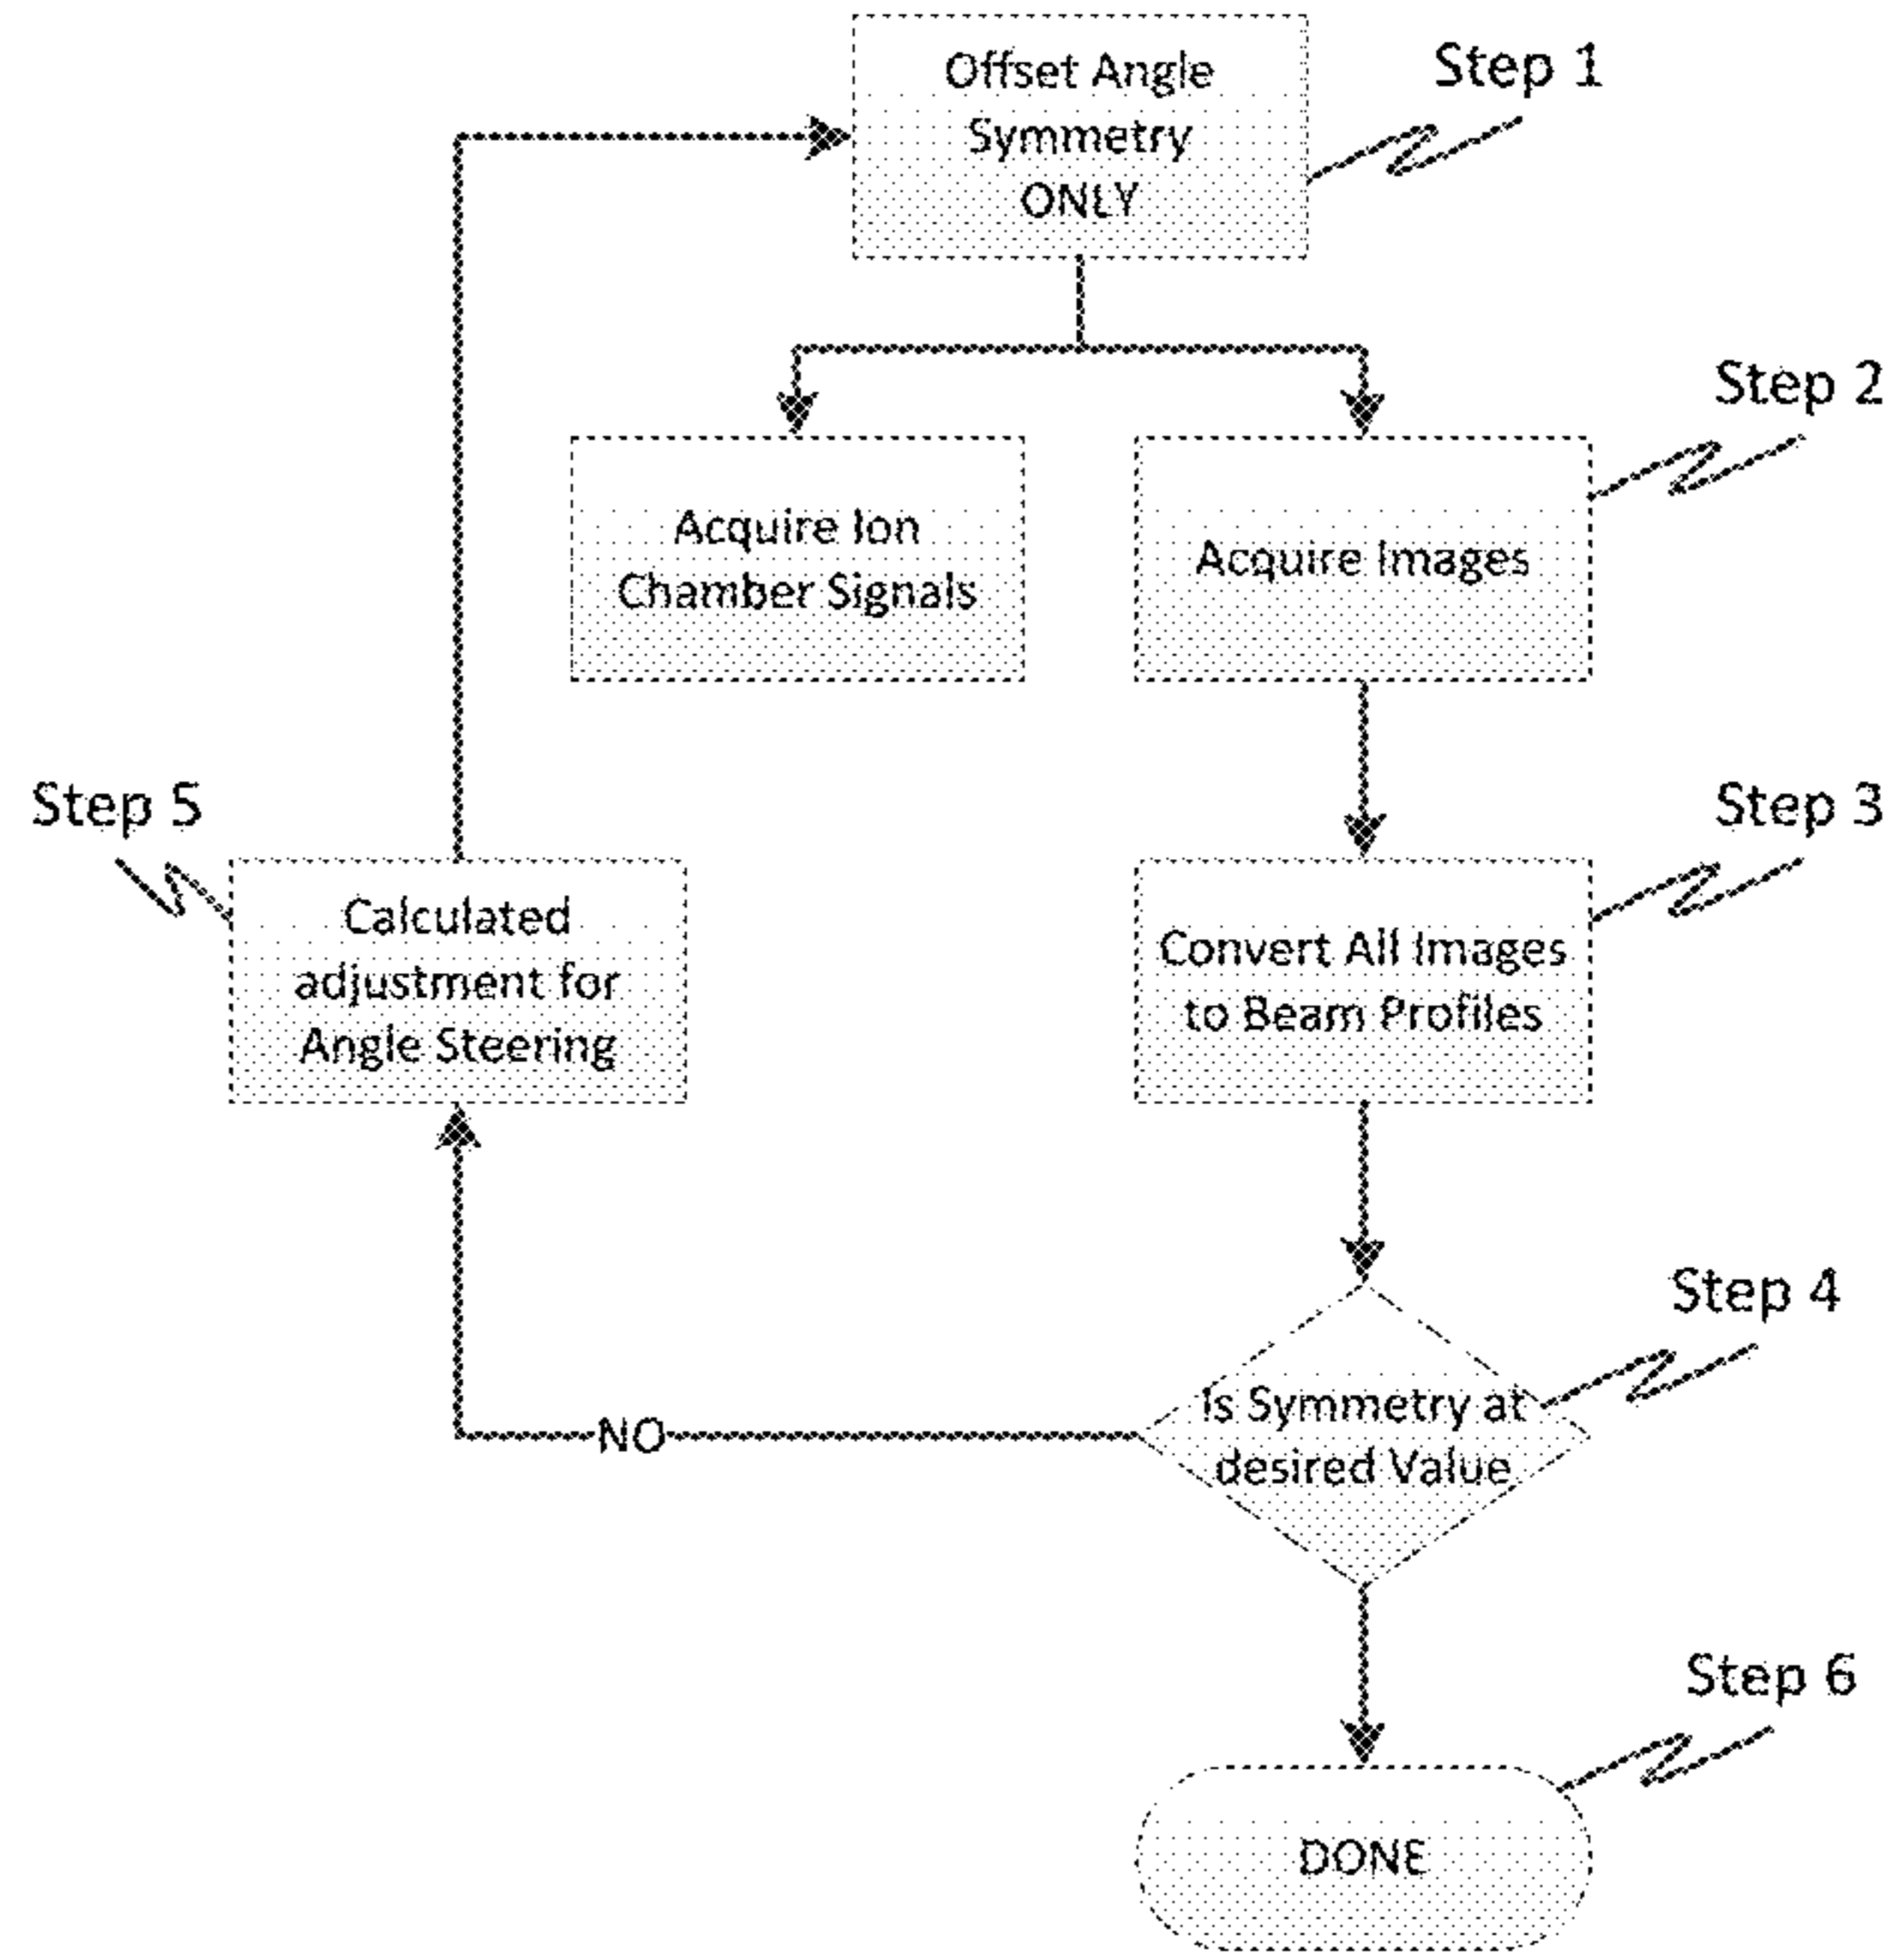 Offset Angle
Symmetry
ONLY
Step 1
Step 2
Acquire Ion
Chamber Signals
Acquire Images
Step 5
Step 3
Calculated
adjustment for
Angle Steering
Convert All Images
to Beam Profiles
Step 4
Is Symmetry at
desired Value
NO
Step 6
DONE